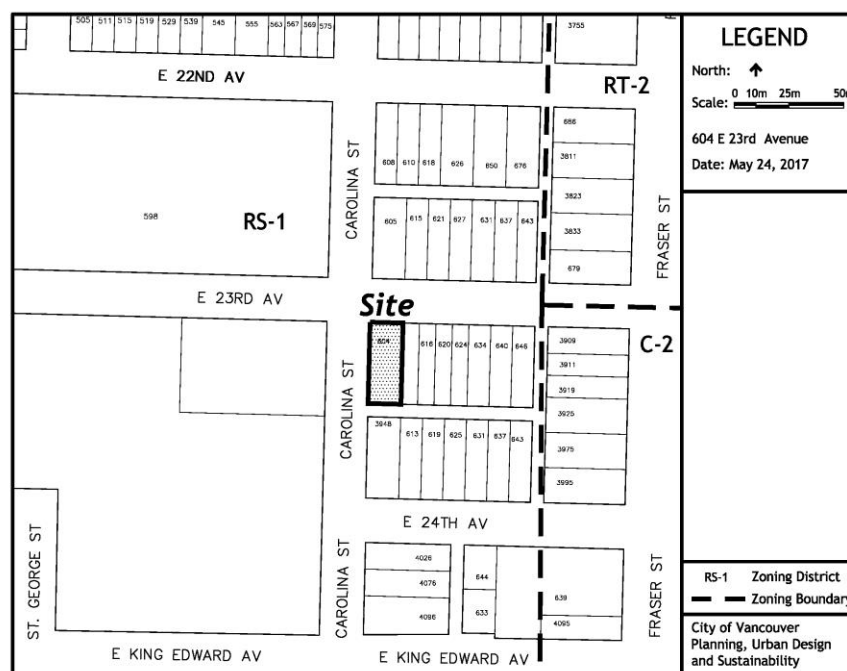 505 511 515 519 529 539 545 555 563 567 569 575
3755
E 22ND AV
RT-2
608 610 618 626 650 676
686
3811
3823
3833
679
CAROLINA ST
598
RS-1
605 615 621 627 631 637 643
FRASER ST
E 23RD AV
Site
604 616 620 624 634 640 646
3909
3911
3919
3925
3975
3995
C-2
CAROLINA ST
3948 613 619 625 631 637 643
E 24TH AV
ST. GEORGE ST
CAROLINA ST
4026
4076
4096
644
633
639
4095
FRASER ST
E KING EDWARD AV
E KING EDWARD AV
LEGEND
North:
Scale: 0 10m 25m 50m
604 E 23rd Avenue
Date: May 24, 2017
RS-1 Zoning District
Zoning Boundary
City of Vancouver
Planning, Urban Design
and Sustainability